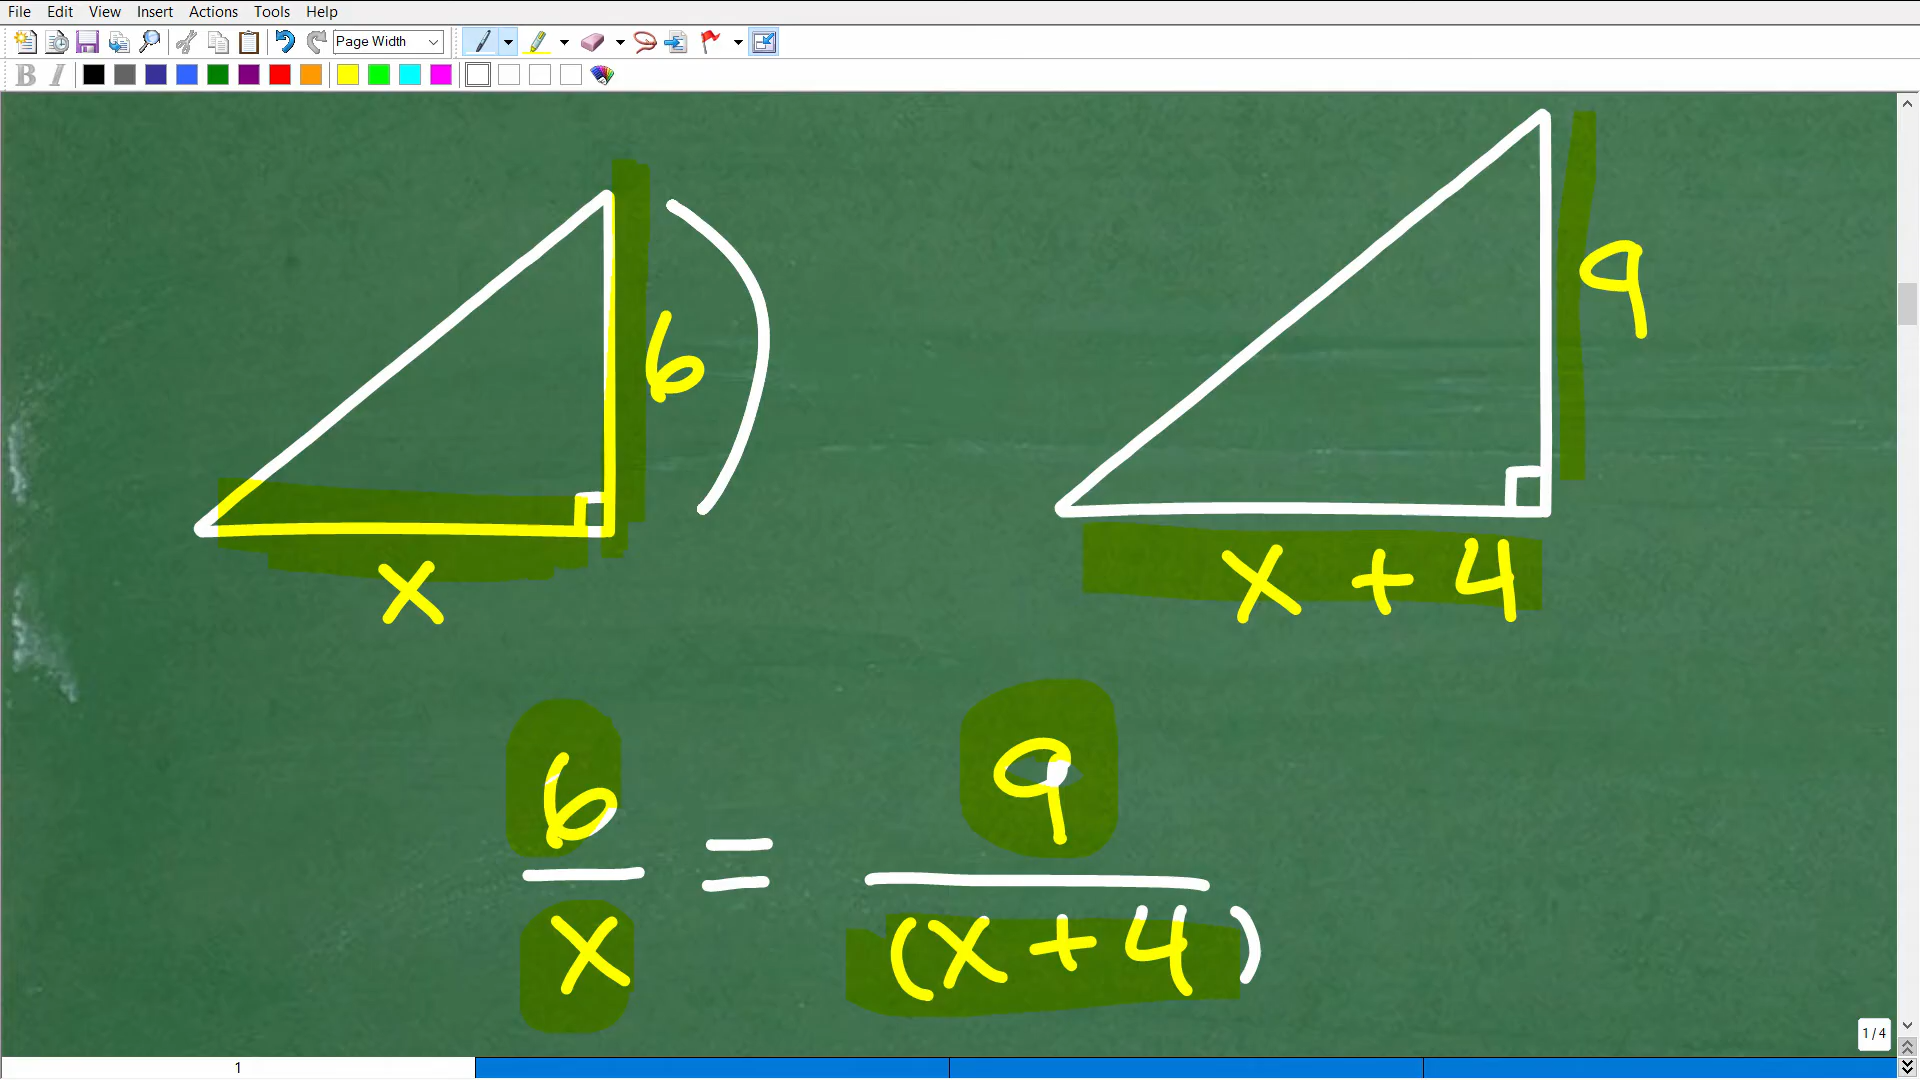 File Edit View Insert Actions Tools Help
Page Width
B I
6
9
x
x + 4
6 = 9
x (x + 4)
1 / 4
1